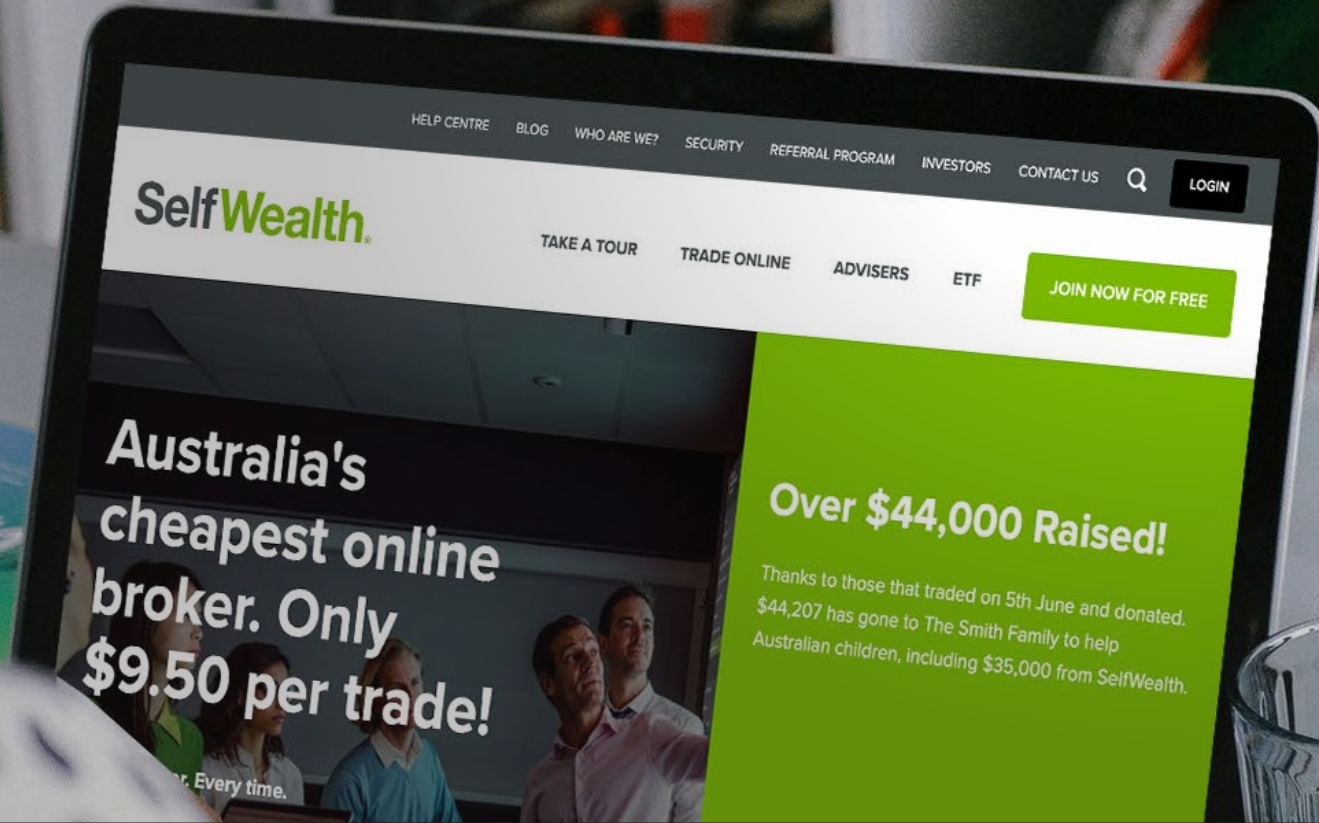 HELP CENTRE BLOG WHO ARE WE? SECURITY REFERRAL PROGRAM INVESTORS CONTACT US LOGIN
SelfWealth®
TAKE A TOUR TRADE ONLINE ADVISERS ETF JOIN NOW FOR FREE
Australia's
cheapest online
broker. Only
$9.50 per trade!
Every time.
Over $44,000 Raised!
Thanks to those that traded on 5th June and donated.
$44,207 has gone to The Smith Family to help
Australian children, including $35,000 from SelfWealth.